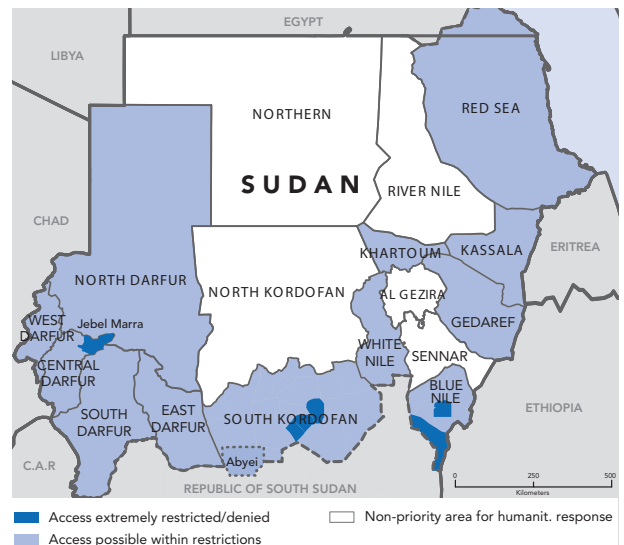 EGYPT
LIBYA
NORTHERN
RED SEA
SUDAN
RIVER NILE
CHAD
KHARTOUM
KASSALA
ERITREA
NORTH DARFUR
NORTH KORDOFAN
AL GEZIRA
WEST
DARFUR
Jebel Marra
GEDAREF
WHITE
NILE
SENNAR
CENTRAL
DARFUR
BLUE
NILE
SOUTH
DARFUR
EAST
DARFUR
SOUTH KORDOFAN
ETHIOPIA
C.A.R
Abyei
REPUBLIC OF SOUTH SUDAN
0 250 500
Kilometers
Access extremely restricted/denied
Non-priority area for humanit. response
Access possible within restrictions